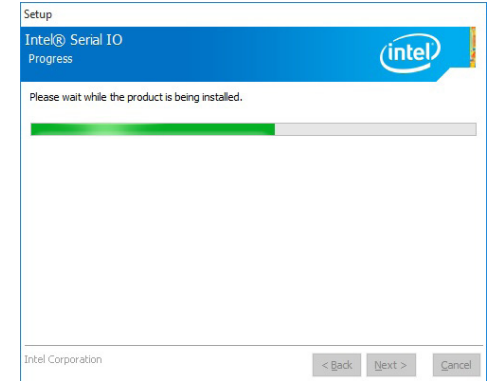 Setup
Intel® Serial IO
Progress
intel
Please wait while the product is being installed.
Intel Corporation
< Back
Next >
Cancel